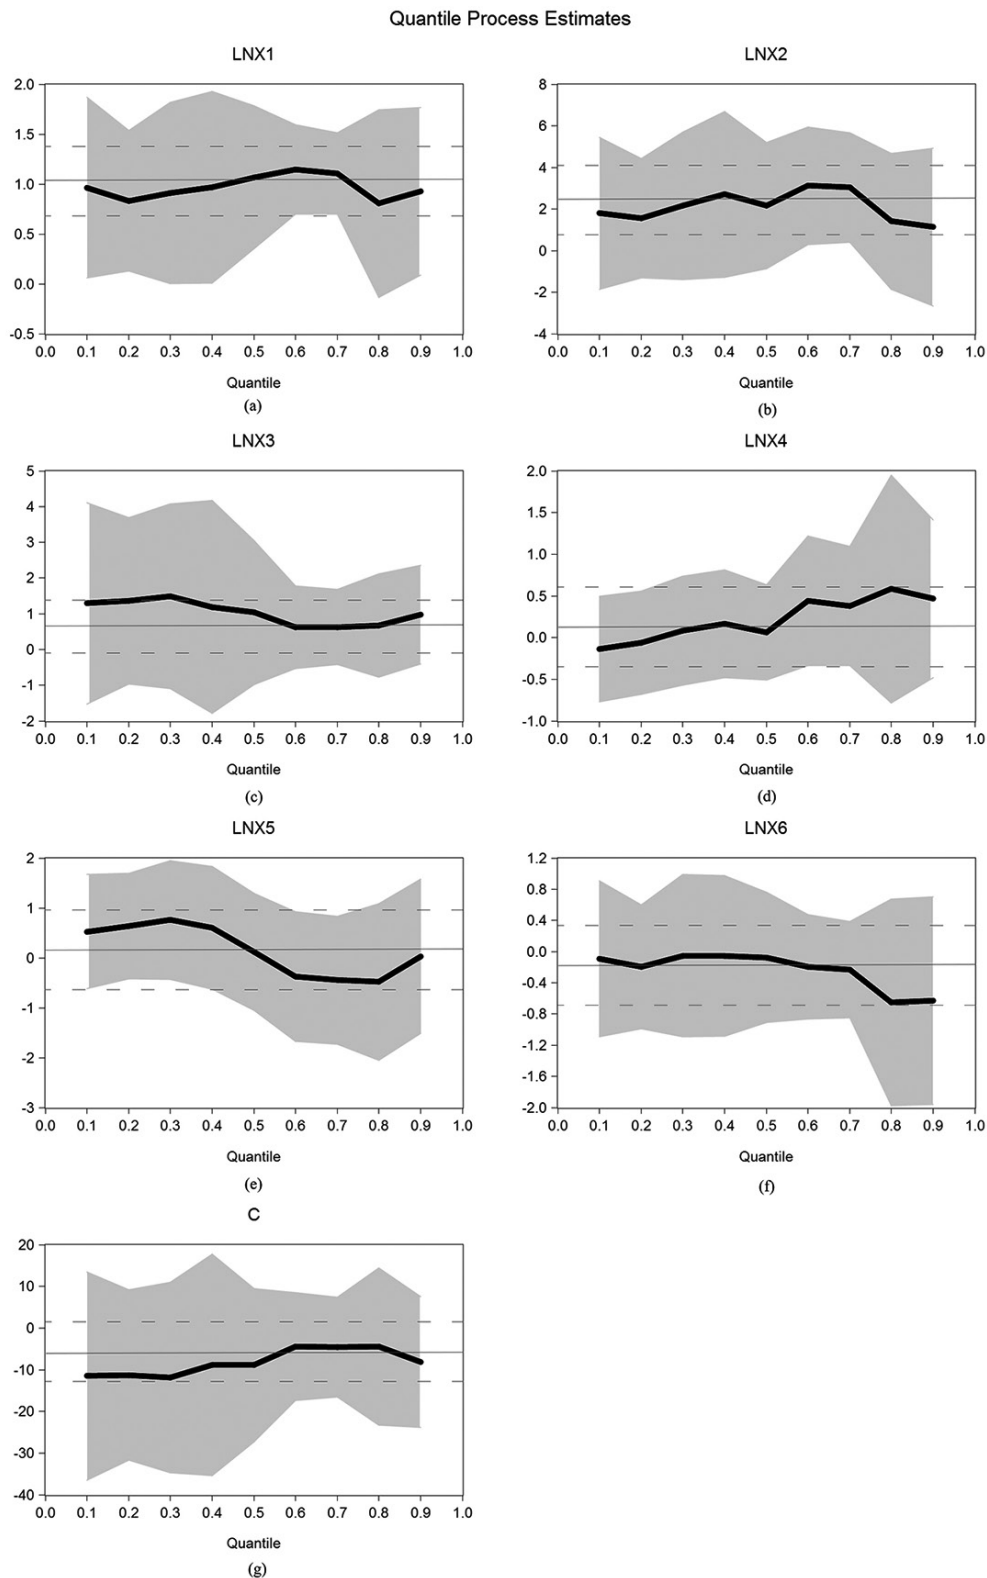 Quantile Process Estimates
LNX1
2.0
1.5
1.0
0.5
0.0
-0.5
0.0 0.1 0.2 0.3 0.4 0.5 0.6 0.7 0.8 0.9 1.0
Quantile
(a)
LNX2
8
6
4
2
0
-2
-4
0.0 0.1 0.2 0.3 0.4 0.5 0.6 0.7 0.8 0.9 1.0
Quantile
(b)
LNX3
5
4
3
2
1
0
-1
-2
0.0 0.1 0.2 0.3 0.4 0.5 0.6 0.7 0.8 0.9 1.0
Quantile
(c)
LNX4
2.0
1.5
1.0
0.5
0.0
-0.5
-1.0
0.0 0.1 0.2 0.3 0.4 0.5 0.6 0.7 0.8 0.9 1.0
Quantile
(d)
LNX5
2
1
0
-1
-2
-3
0.0 0.1 0.2 0.3 0.4 0.5 0.6 0.7 0.8 0.9 1.0
Quantile
(e)
LNX6
1.2
0.8
0.4
0.0
-0.4
-0.8
-1.2
-1.6
-2.0
0.0 0.1 0.2 0.3 0.4 0.5 0.6 0.7 0.8 0.9 1.0
Quantile
(f)
C
20
10
0
-10
-20
-30
-40
0.0 0.1 0.2 0.3 0.4 0.5 0.6 0.7 0.8 0.9 1.0
Quantile
(g)